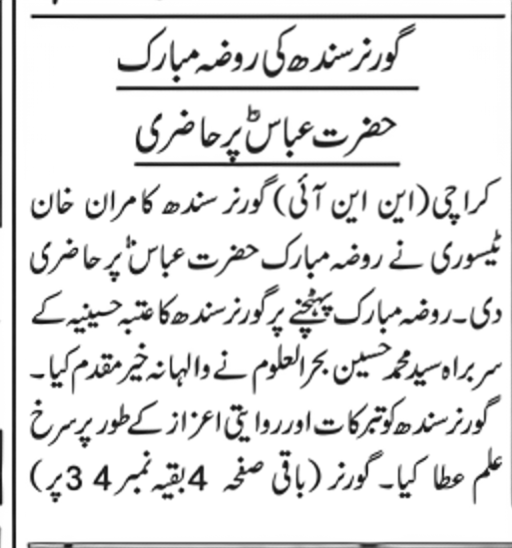 گورنر سندھ کی روضہ مبارک
حضرت عباسؓ پر حاضری
کراچی (این این آئی) گورنر سندھ کامران خان
ٹیسوری نے روضہ مبارک حضرت عباسؓ پر حاضری
دی۔ روضہ مبارک پہنچنے پر گورنر سندھ کا عتبہ حسینیہ کے
سربراہ سید محمد حسین بحرالعلوم نے والہانہ خیر مقدم کیا۔
گورنر سندھ کو تبرکات اور روایتی اعزاز کے طور پر سرخ
علم عطا کیا۔ گورنر (باقی صفحہ 4 بقیہ نمبر 34 پر)